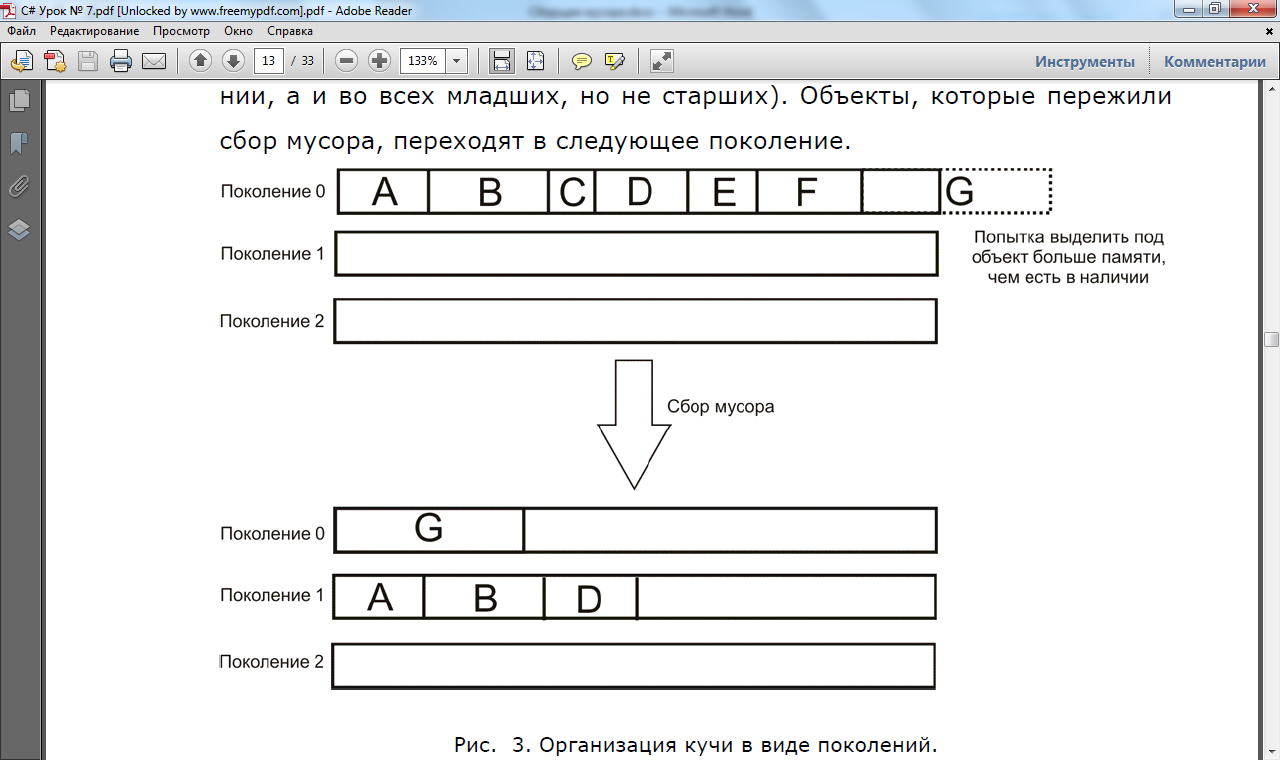 C# Урок № 7.pdf [Unlocked by www.freemypdf.com].pdf - Adobe Reader
Файл Редактирование Просмотр Окно Справка
13 / 33 133% Инструменты Комментарии
нии, а и во всех младших, но не старших). Объекты, которые пережили
сбор мусора, переходят в следующее поколение.
Поколение 0 A B C D E F G
Поколение 1
Попытка выделить под
объект больше памяти,
чем есть в наличии
Поколение 2
Сбор мусора
Поколение 0 G
Поколение 1 A B D
Поколение 2
Рис. 3. Организация кучи в виде поколений.